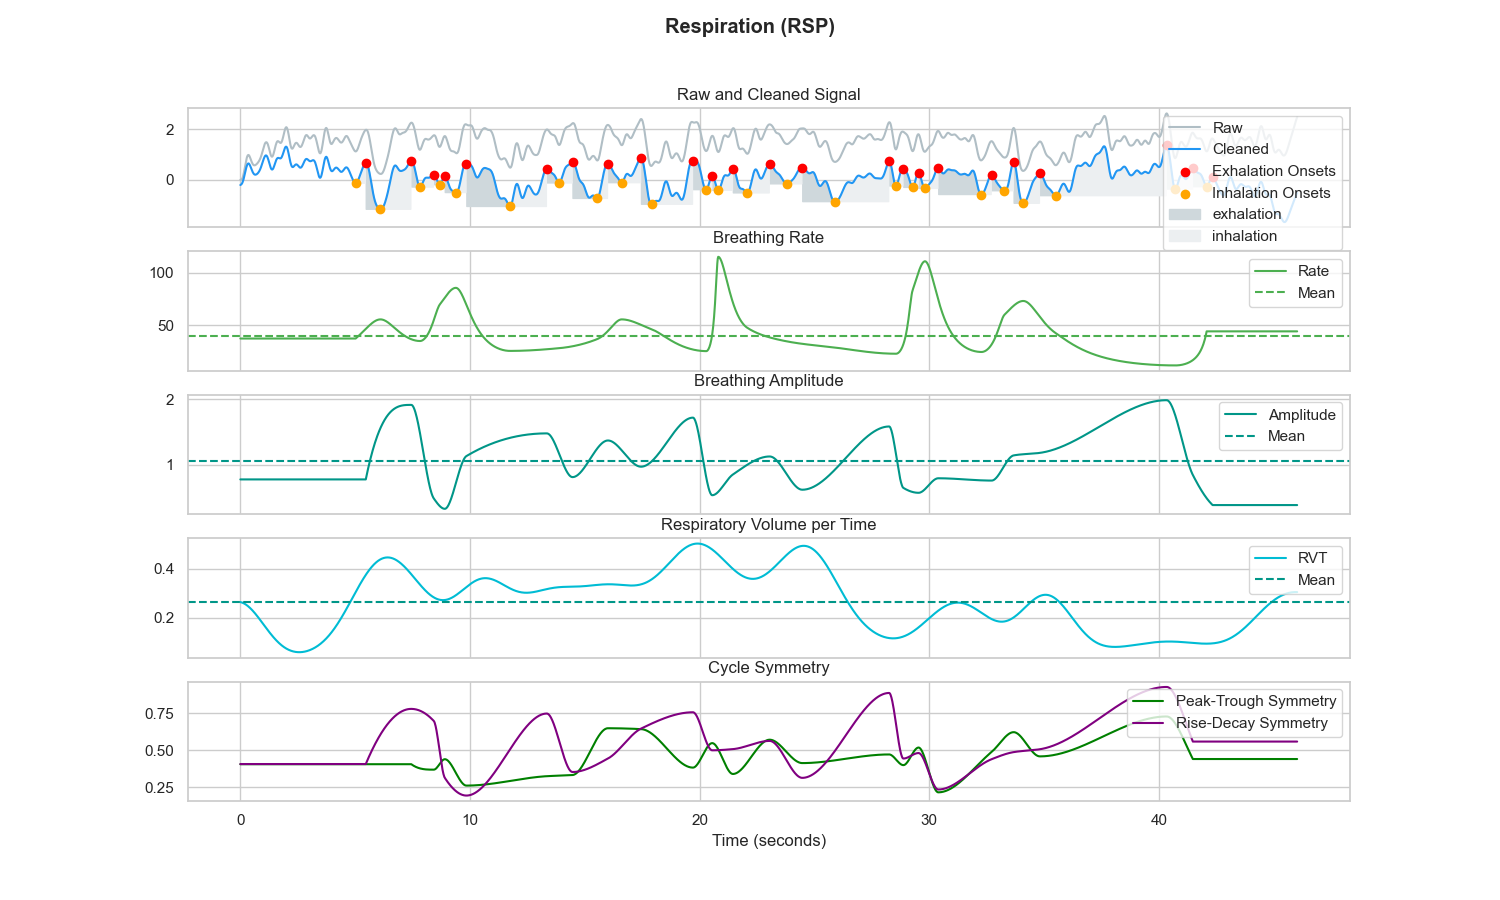 Respiration (RSP)
Raw and Cleaned Signal
2
0
Raw
Cleaned
Exhalation Onsets
Inhalation Onsets
exhalation
inhalation
Breathing Rate
100
50
Rate
Mean
Breathing Amplitude
2
1
Amplitude
Mean
Respiratory Volume per Time
0.4
0.2
RVT
Mean
Cycle Symmetry
0.75
0.50
0.25
Peak-Trough Symmetry
Rise-Decay Symmetry
0 10 20 30 40
Time (seconds)